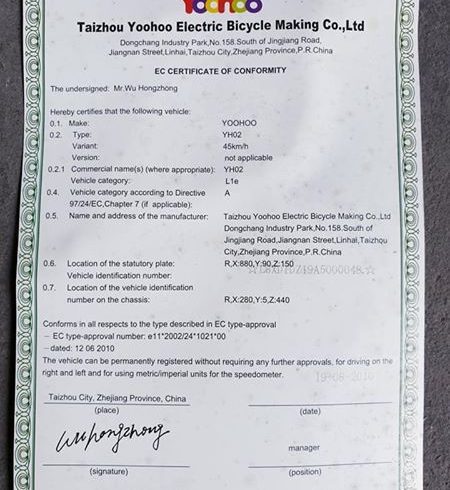 YOOHOO
Taizhou Yoohoo Electric Bicycle Making Co.,Ltd
Dongchang Industry Park,No.158.South of Jingjiang Road,
Jiangnan Street,Linhai,Taizhou City,Zhejiang Province,P.R.China
EC CERTIFICATE OF CONFORMITY
The undersigned: Mr.Wu Hongzhong
Hereby certifies that the following vehicle:
0.1. Make: YOOHOO
0.2. Type: YH02
Variant: 45km/h
Version: not applicable
0.2.1 Commercial name(s) (where appropriate): YH02
Vehicle category: L1e
0.4. Vehicle category according to Directive A
97/24/EC,Chapter 7 (if applicable):
0.5. Name and address of the manufacturer: Taizhou Yoohoo Electric Bicycle Making Co.,Ltd
Dongchang Industry Park,No.158.South of
Jingjiang Road,Jiangnan Street,Linhai,Taizhou
City,Zhejiang Province,P.R.China
0.6. Location of the statutory plate: R,X:880,Y:90,Z:150
Vehicle identification number:
0.7. Location of the vehicle identification
number on the chassis: R,X:280,Y:5,Z:440
Conforms in all respects to the type described in EC type-approval
— EC type-approval number: e11*2002/24*1021*00
—dated: 12 06 2010
The vehicle can be permanently registered without requiring any further approvals, for driving on the
right and left and for using metric/imperial units for the speedometer. 19-08-2010
Taizhou City, Zhejiang Province, China
(place) (date)
wuhongzhong
manager
(signature) (position)